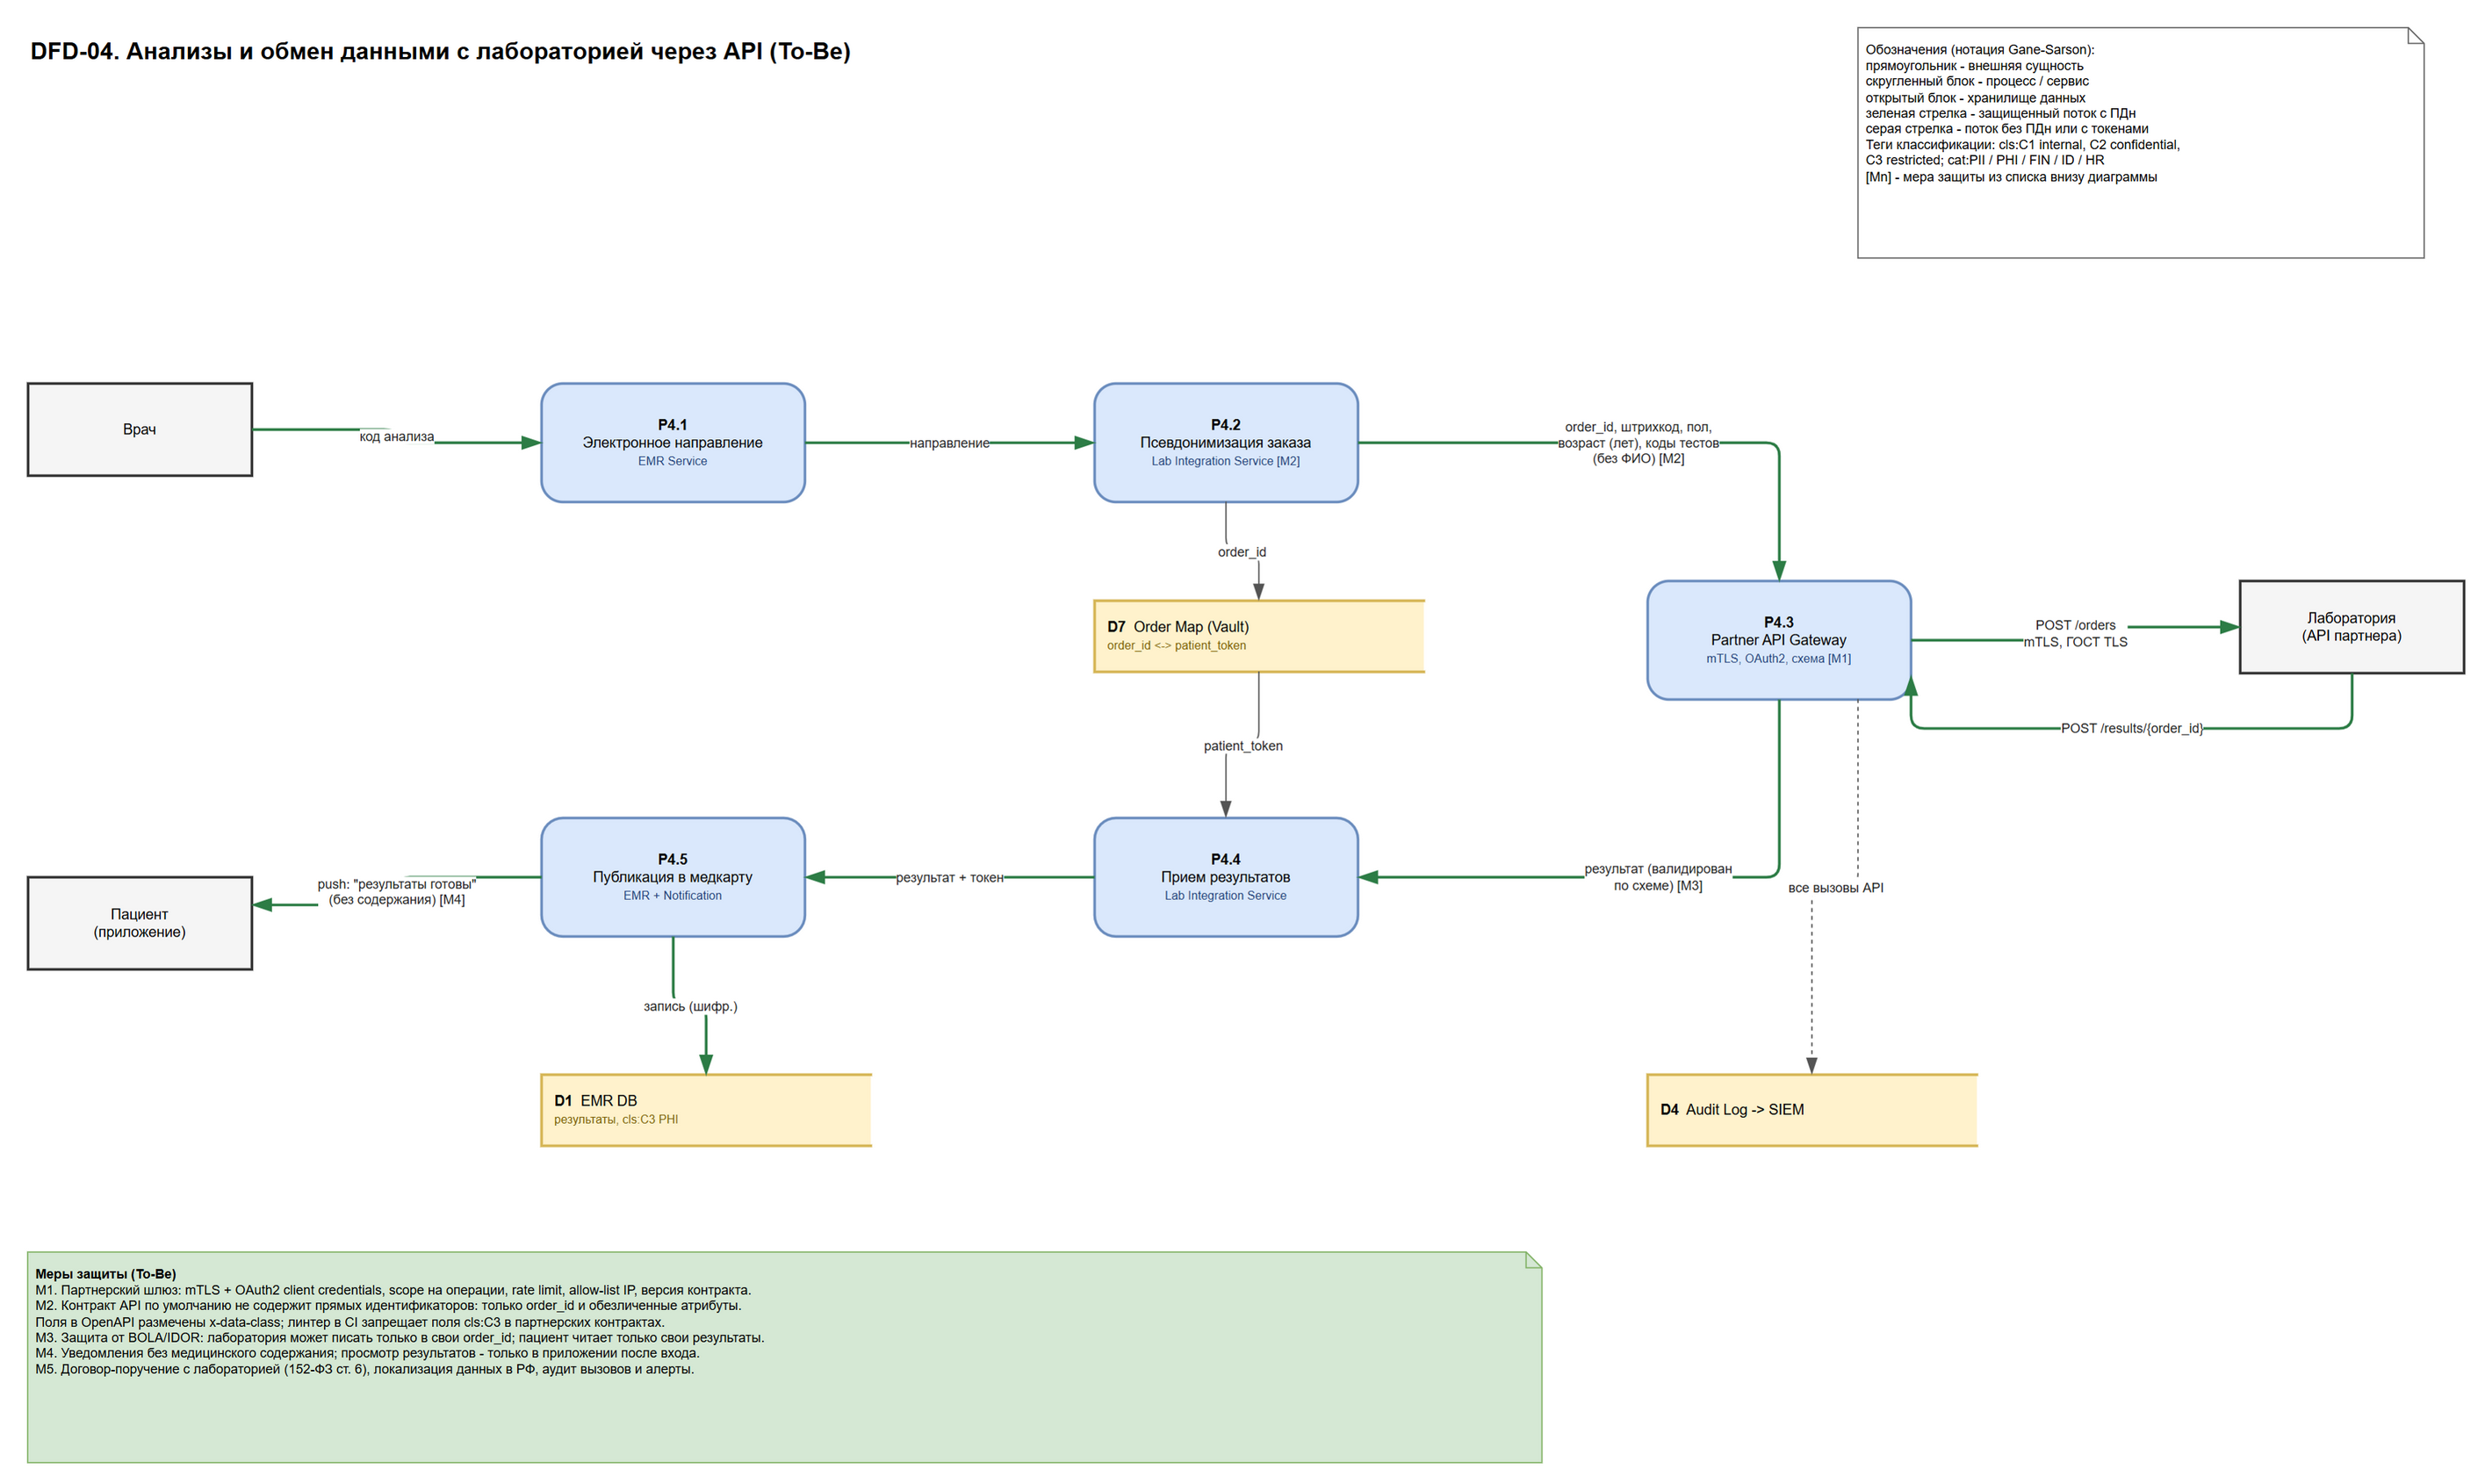 DFD-04. Анализы и обмен данными с лабораторией через API (To-Be)
Обозначения (нотация Gane-Sarson):
прямоугольник - внешняя сущность
скругленный блок - процесс / сервис
открытый блок - хранилище данных
зеленая стрелка - защищенный поток с ПДн
серая стрелка - поток без ПДн или с токенами
Теги классификации: cls:C1 internal, C2 confidential,
C3 restricted; cat:PII / PHI / FIN / ID / HR
[Mn] - мера защиты из списка внизу диаграммы
Врач
код анализа
P4.1
Электронное направление
EMR Service
направление
P4.2
Псевдонимизация заказа
Lab Integration Service [M2]
order_id, штрихкод, пол,
возраст (лет), коды тестов
(без ФИО) [M2]
order_id
D7 Order Map (Vault)
order_id <-> patient_token
P4.3
Partner API Gateway
mTLS, OAuth2, схема [M1]
POST /orders
mTLS, ГОСТ TLS
Лаборатория
(API партнера)
POST /results/{order_id}
patient_token
Пациент
(приложение)
push: "результаты готовы"
(без содержания) [M4]
P4.5
Публикация в медкарту
EMR + Notification
результат + токен
P4.4
Прием результатов
Lab Integration Service
результат (валидирован
по схеме) [M3]
все вызовы API
запись (шифр.)
D1 EMR DB
результаты, cls:C3 PHI
D4 Audit Log -> SIEM
Меры защиты (To-Be)
M1. Партнерский шлюз: mTLS + OAuth2 client credentials, scope на операции, rate limit, allow-list IP, версия контракта.
M2. Контракт API по умолчанию не содержит прямых идентификаторов: только order_id и обезличенные атрибуты.
Поля в OpenAPI размечены x-data-class; линтер в CI запрещает поля cls:C3 в партнерских контрактах.
M3. Защита от BOLA/IDOR: лаборатория может писать только в свои order_id; пациент читает только свои результаты.
M4. Уведомления без медицинского содержания; просмотр результатов - только в приложении после входа.
M5. Договор-поручение с лабораторией (152-ФЗ ст. 6), локализация данных в РФ, аудит вызовов и алерты.